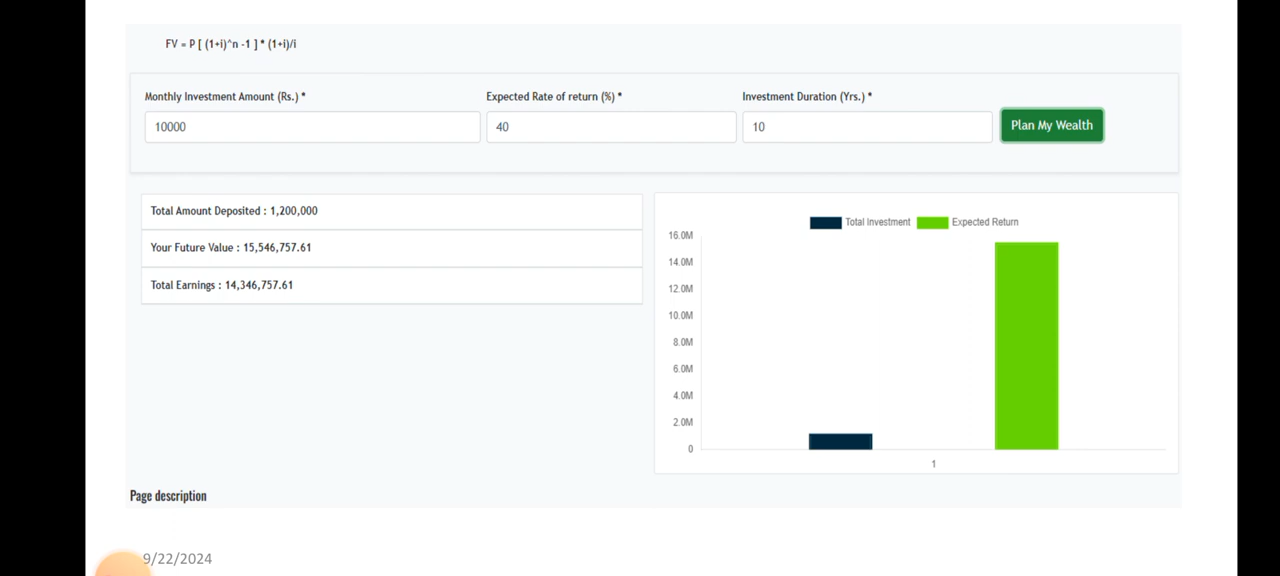 FV = P [ (1+i)^n -1 ] * (1+i)/i
Monthly Investment Amount (Rs.) * Expected Rate of return (%) * Investment Duration (Yrs.) *
10000 40 10 Plan My Wealth
Total Amount Deposited : 1,200,000
Your Future Value : 15,546,757.61
Total Earnings : 14,346,757.61
Total Investment Expected Return
16.0M
14.0M
12.0M
10.0M
8.0M
6.0M
4.0M
2.0M
0
1
Page description
9/22/2024